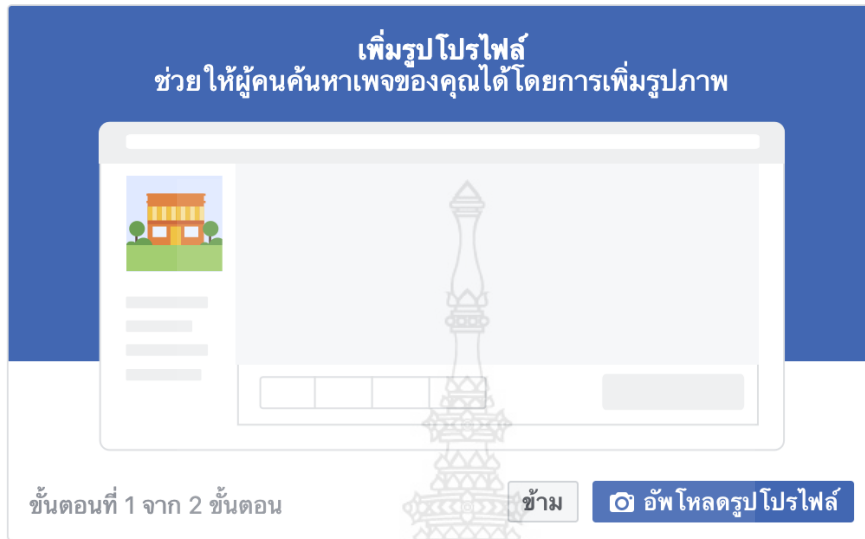 เพิ่มรูปโปรไฟล์
ช่วยให้ผู้คนค้นหาเพจของคุณได้โดยการเพิ่มรูปภาพ
ขั้นตอนที่ 1 จาก 2 ขั้นตอน
ข้าม
อัพโหลดรูปโปรไฟล์